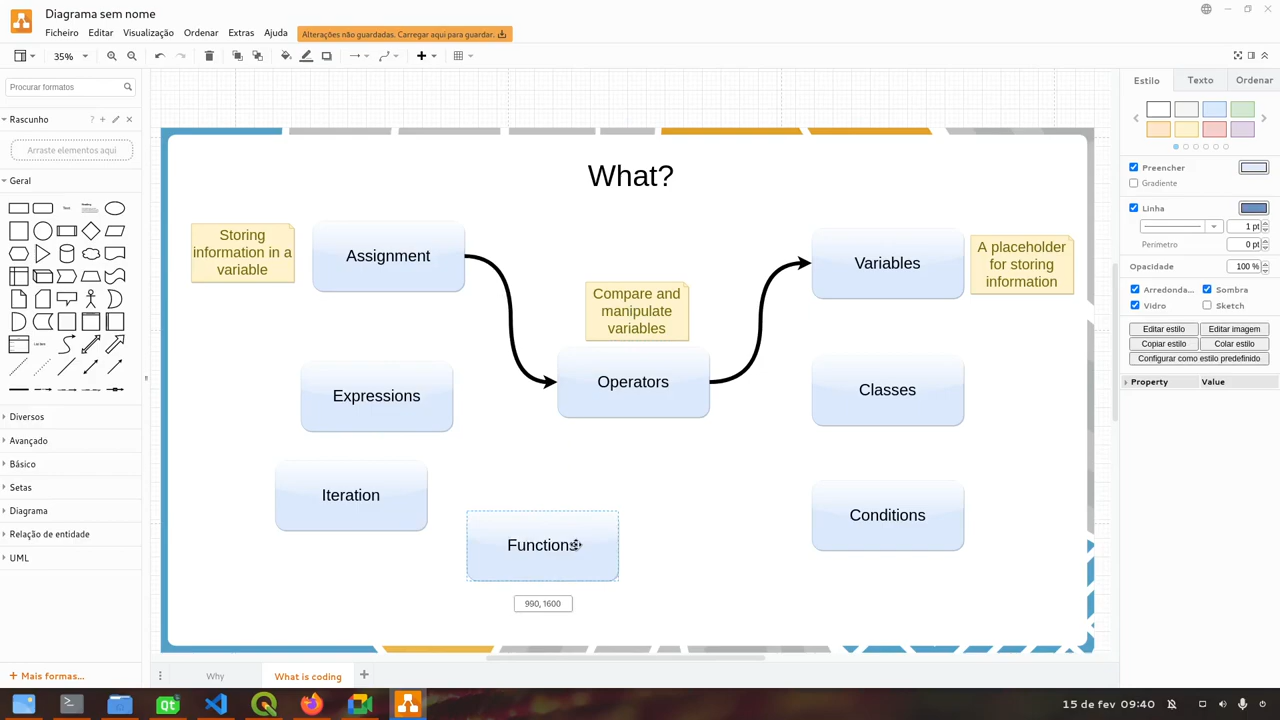 Diagrama sem nome
Ficheiro Editar Visualização Ordenar Extras Ajuda Alterações não guardadas. Carregar aqui para guardar.
35%
Procurar formatos
Rascunho ? + ×
Arraste elementos aqui
Geral
Text
Heading
List Item
Diversos
Avançado
Básico
Setas
Diagrama
Relação de entidade
UML
+ Mais formas...
What?
Storing
information in a
variable
Assignment
Compare and
manipulate
variables
Variables
A placeholder
for storing
information
Operators
Expressions
Classes
Iteration
Functions
Conditions
990, 1600
Why
What is coding
Estilo Texto Ordenar
Preencher
Gradiente
Linha
1 pt
Perímetro 0 pt
Opacidade 100 %
Arredonda... Sombra
Vidro Sketch
Editar estilo Editar imagem
Copiar estilo Colar estilo
Configurar como estilo predefinido
Property Value
Qt
15 de fev 09:40